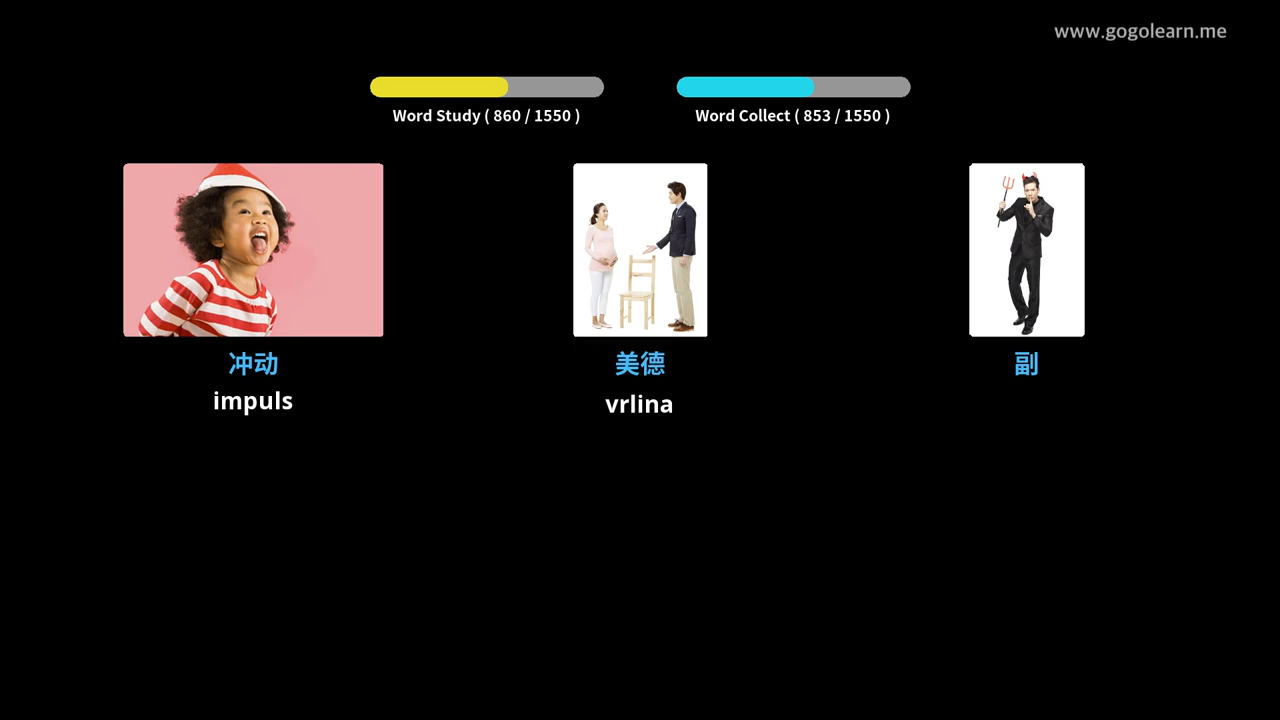 www.gogolearn.me
Word Study ( 860 / 1550 )
Word Collect ( 853 / 1550 )
冲动
impuls
美德
vrlina
副